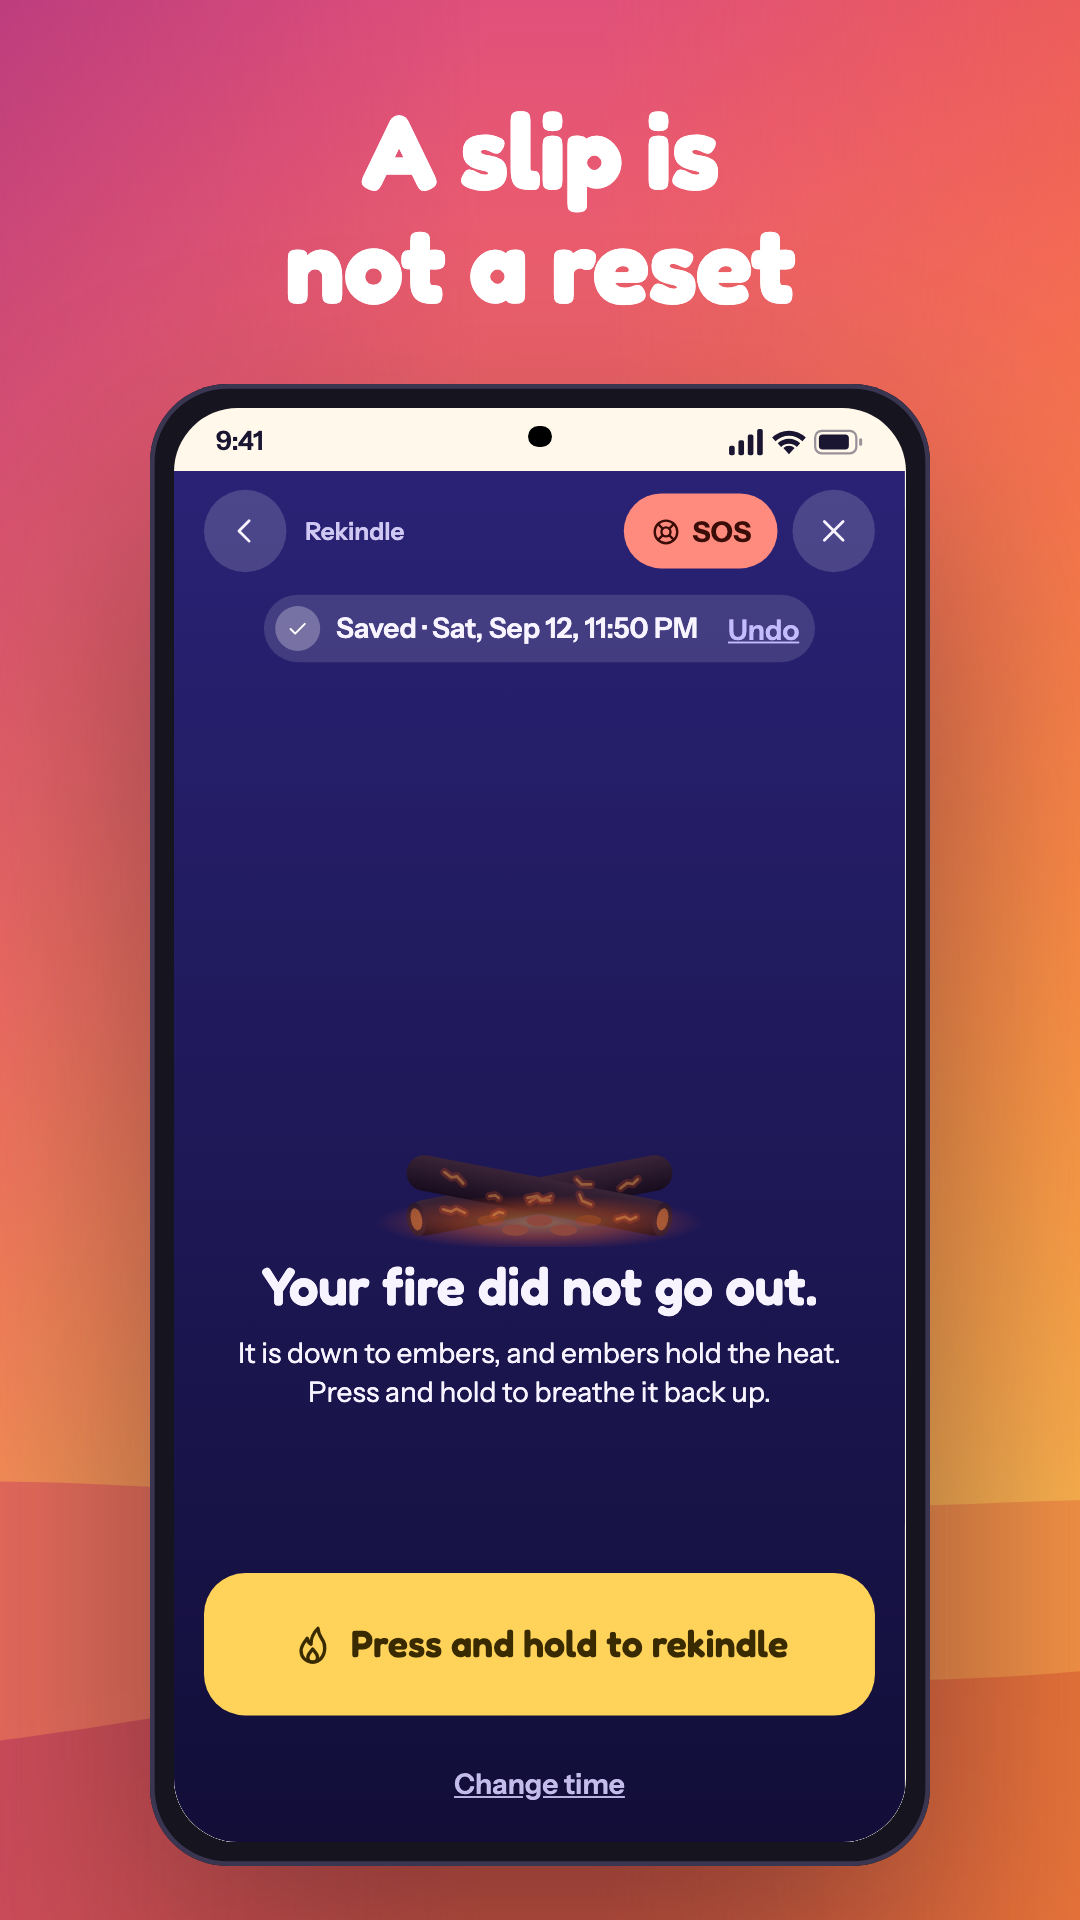 A slip is
not a reset
9:41
Rekindle
SOS
Saved · Sat, Sep 12, 11:50 PM Undo
Your fire did not go out.
It is down to embers, and embers hold the heat.
Press and hold to breathe it back up.
Press and hold to rekindle
Change time